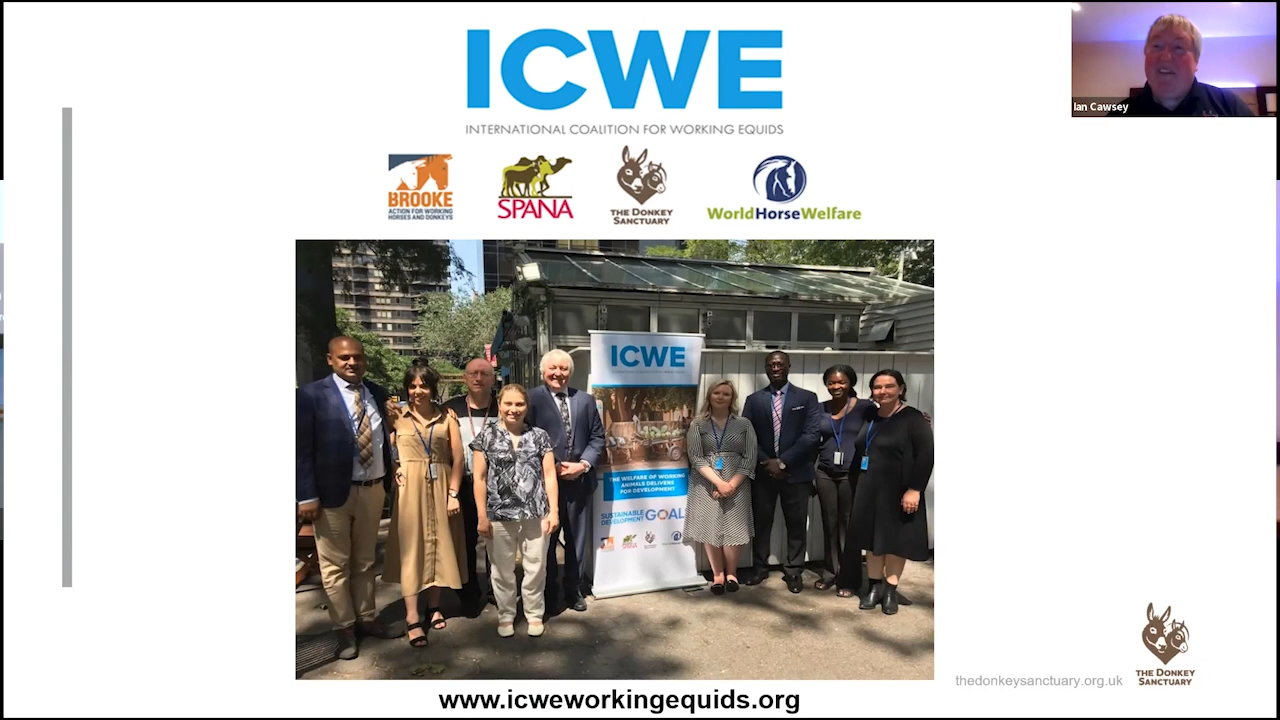 ICWE
INTERNATIONAL COALITION FOR WORKING EQUIDS
Ian Cawsey
BROOKE
ACTION FOR WORKING
HORSES AND DONKEYS
SPANA
THE DONKEY
SANCTUARY
WorldHorseWelfare
ICWE
THE WELFARE OF WORKING
ANIMALS DELIVERS
FOR DEVELOPMENT
SUSTAINABLE
DEVELOPMENT
GOAL
thedonkeysanctuary.org.uk
THE DONKEY
SANCTUARY
www.icweworkingequids.org